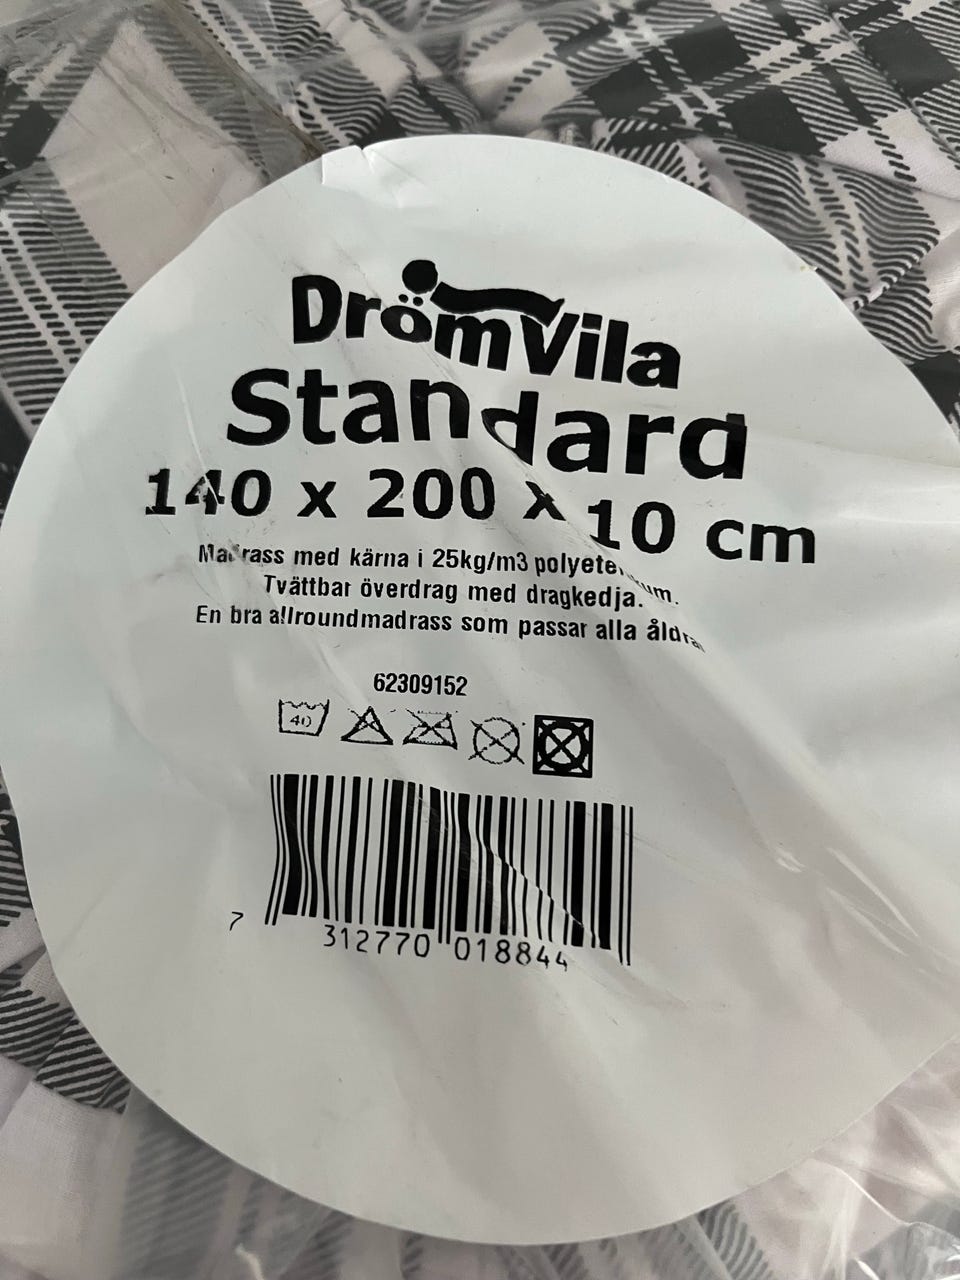 DrömVila
Standard
140 x 200 x 10 cm
Madrass med kärna i 25kg/m3
Tvättbar överdrag med dragkedja.
En bra allroundmadrass som passar alla
62309152
40
7 312770 018844